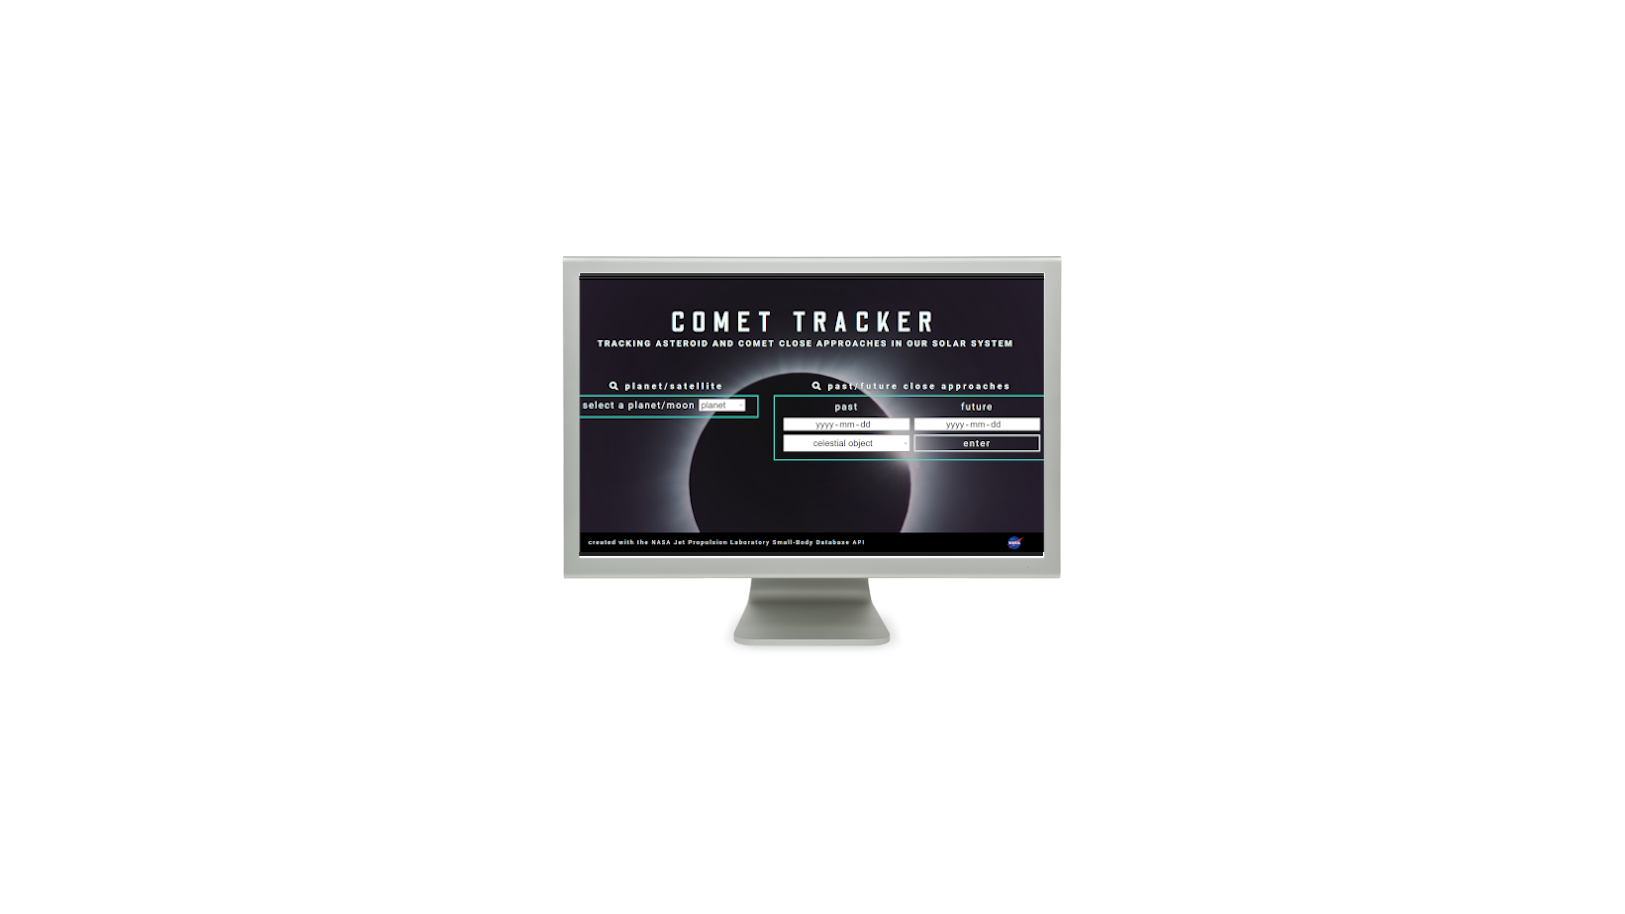 COMET TRACKER
TRACKING ASTEROID AND COMET CLOSE APPROACHES IN OUR SOLAR SYSTEM
planet/satellite
select a planet/moon planet
past/future close approaches
past future
yyyy-mm-dd yyyy-mm-dd
celestial object enter
created with the NASA Jet Propulsion Laboratory Small-Body Database API
NASA